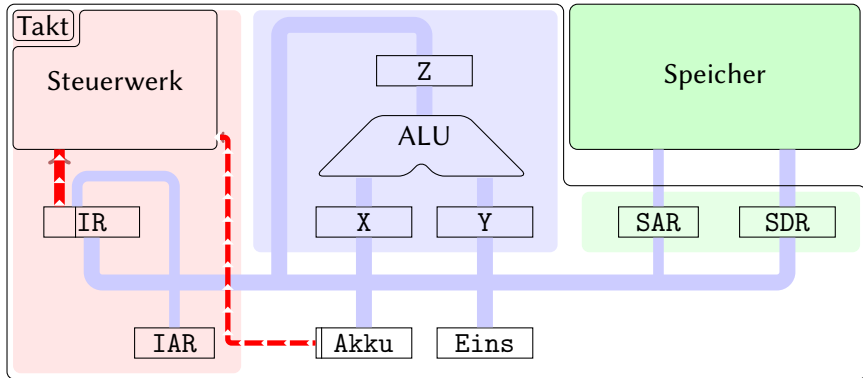 Takt
Steuerwerk
Z
Speicher
ALU
IR
X
Y
SAR
SDR
IAR
Akku
Eins